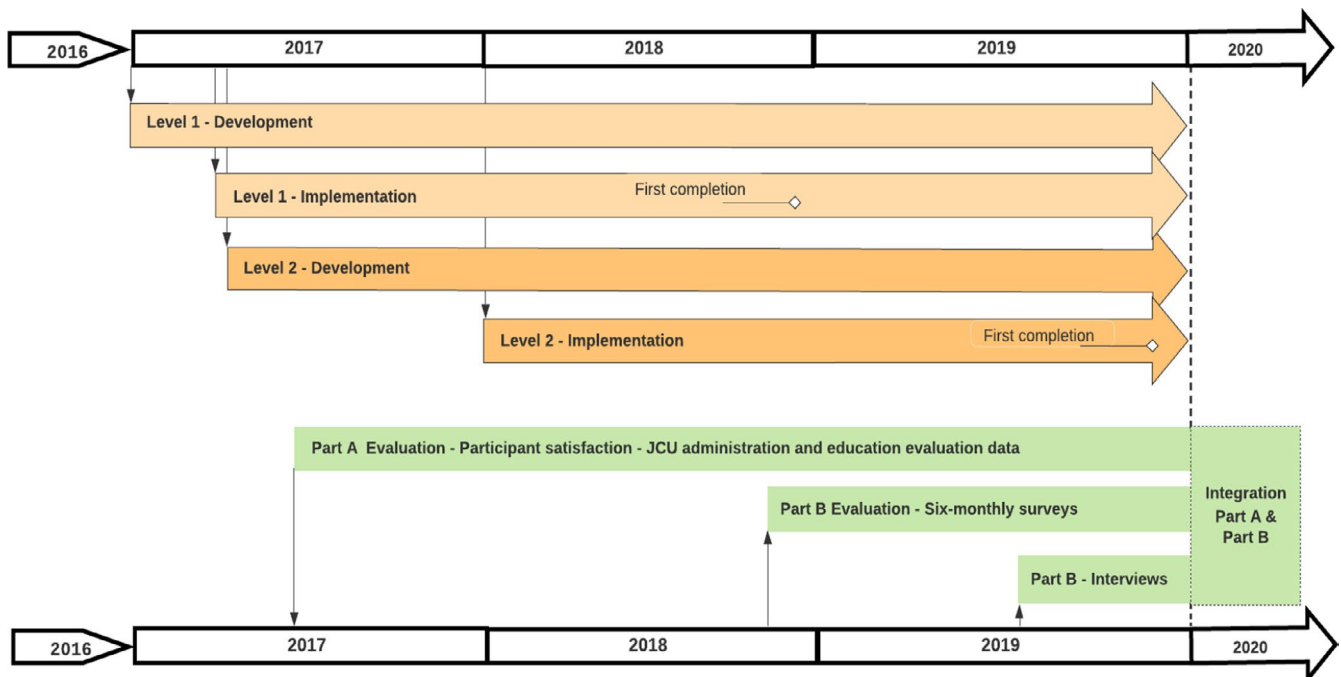 2016
2017
2018
2019
2020
Level 1 - Development
Level 1 - Implementation
First completion
Level 2 - Development
Level 2 - Implementation
First completion
Part A  Evaluation - Participant satisfaction - JCU administration and education evaluation data
Part B Evaluation - Six-monthly surveys
Part B - Interviews
Integration
Part A &
Part B
2016
2017
2018
2019
2020